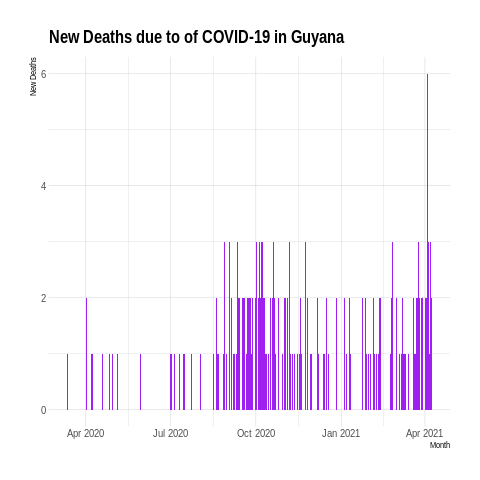 New Deaths due to of COVID-19 in Guyana
New Deaths
6
4
2
0
Apr 2020 Jul 2020 Oct 2020 Jan 2021 Apr 2021
Month